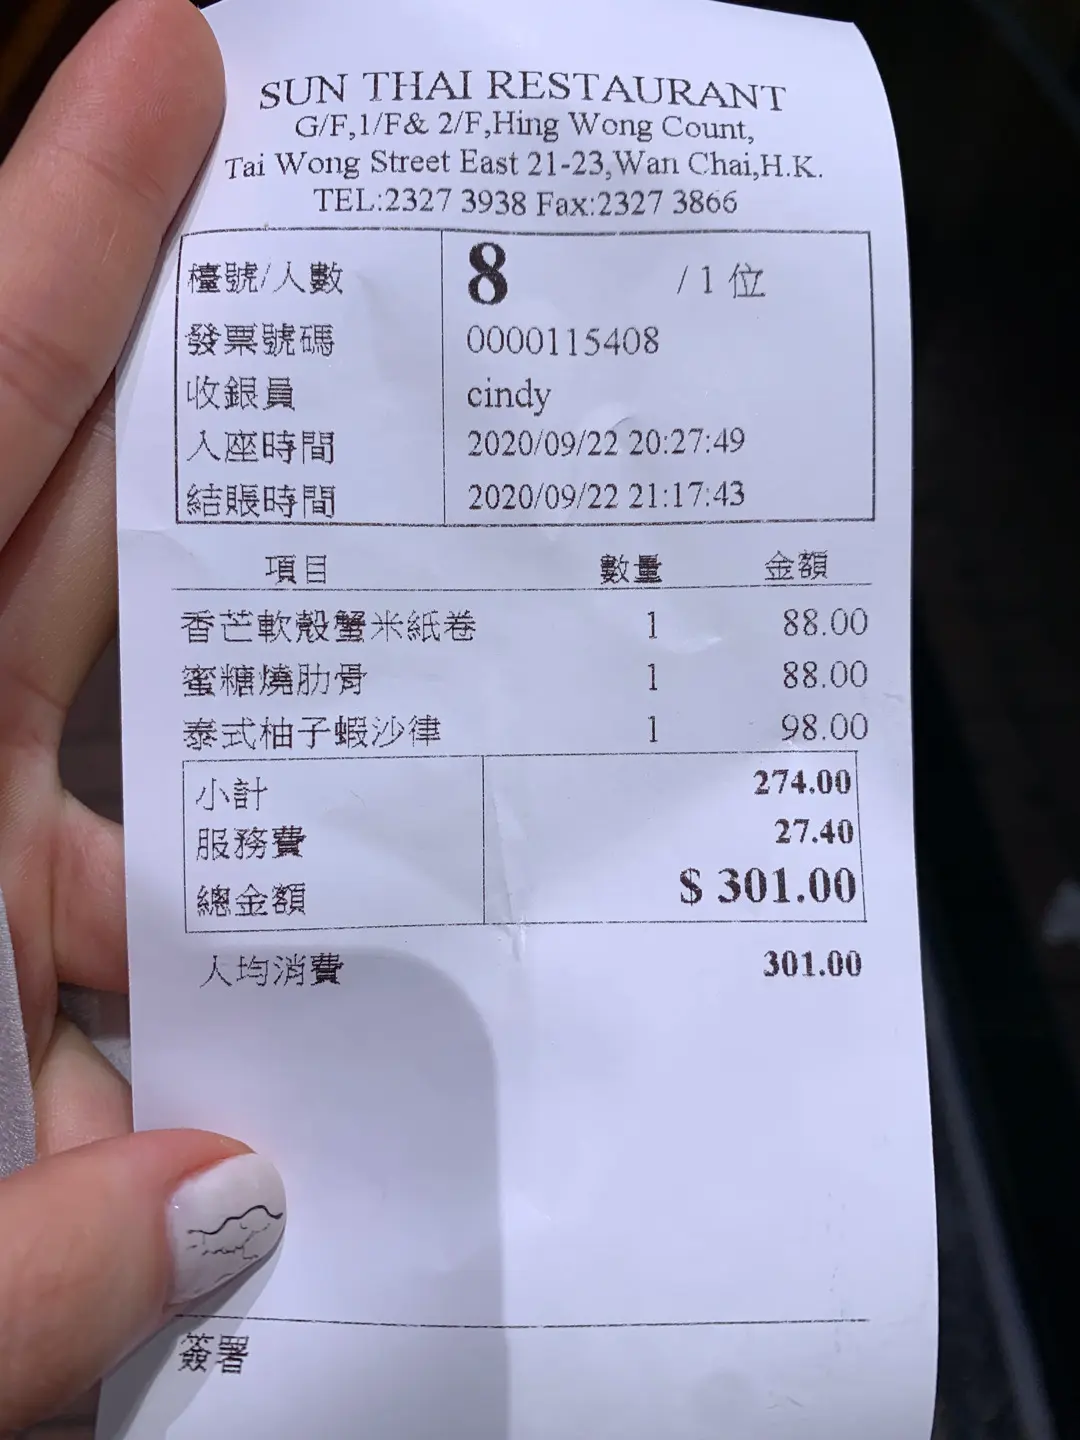 SUN THAI RESTAURANT
G/F,1/F& 2/F,Hing Wong Count,
Tai Wong Street East 21-23,Wan Chai,H.K.
TEL:2327 3938 Fax:2327 3866
檯號/人數 8 / 1 位
發票號碼 0000115408
收銀員 cindy
入座時間 2020/09/22 20:27:49
結賬時間 2020/09/22 21:17:43
項目 數量 金額
香芒軟殼蟹米紙卷 1 88.00
蜜糖燒肋骨 1 88.00
泰式柚子蝦沙律 1 98.00
小計 274.00
服務費 27.40
總金額 $ 301.00
人均消費 301.00
簽署